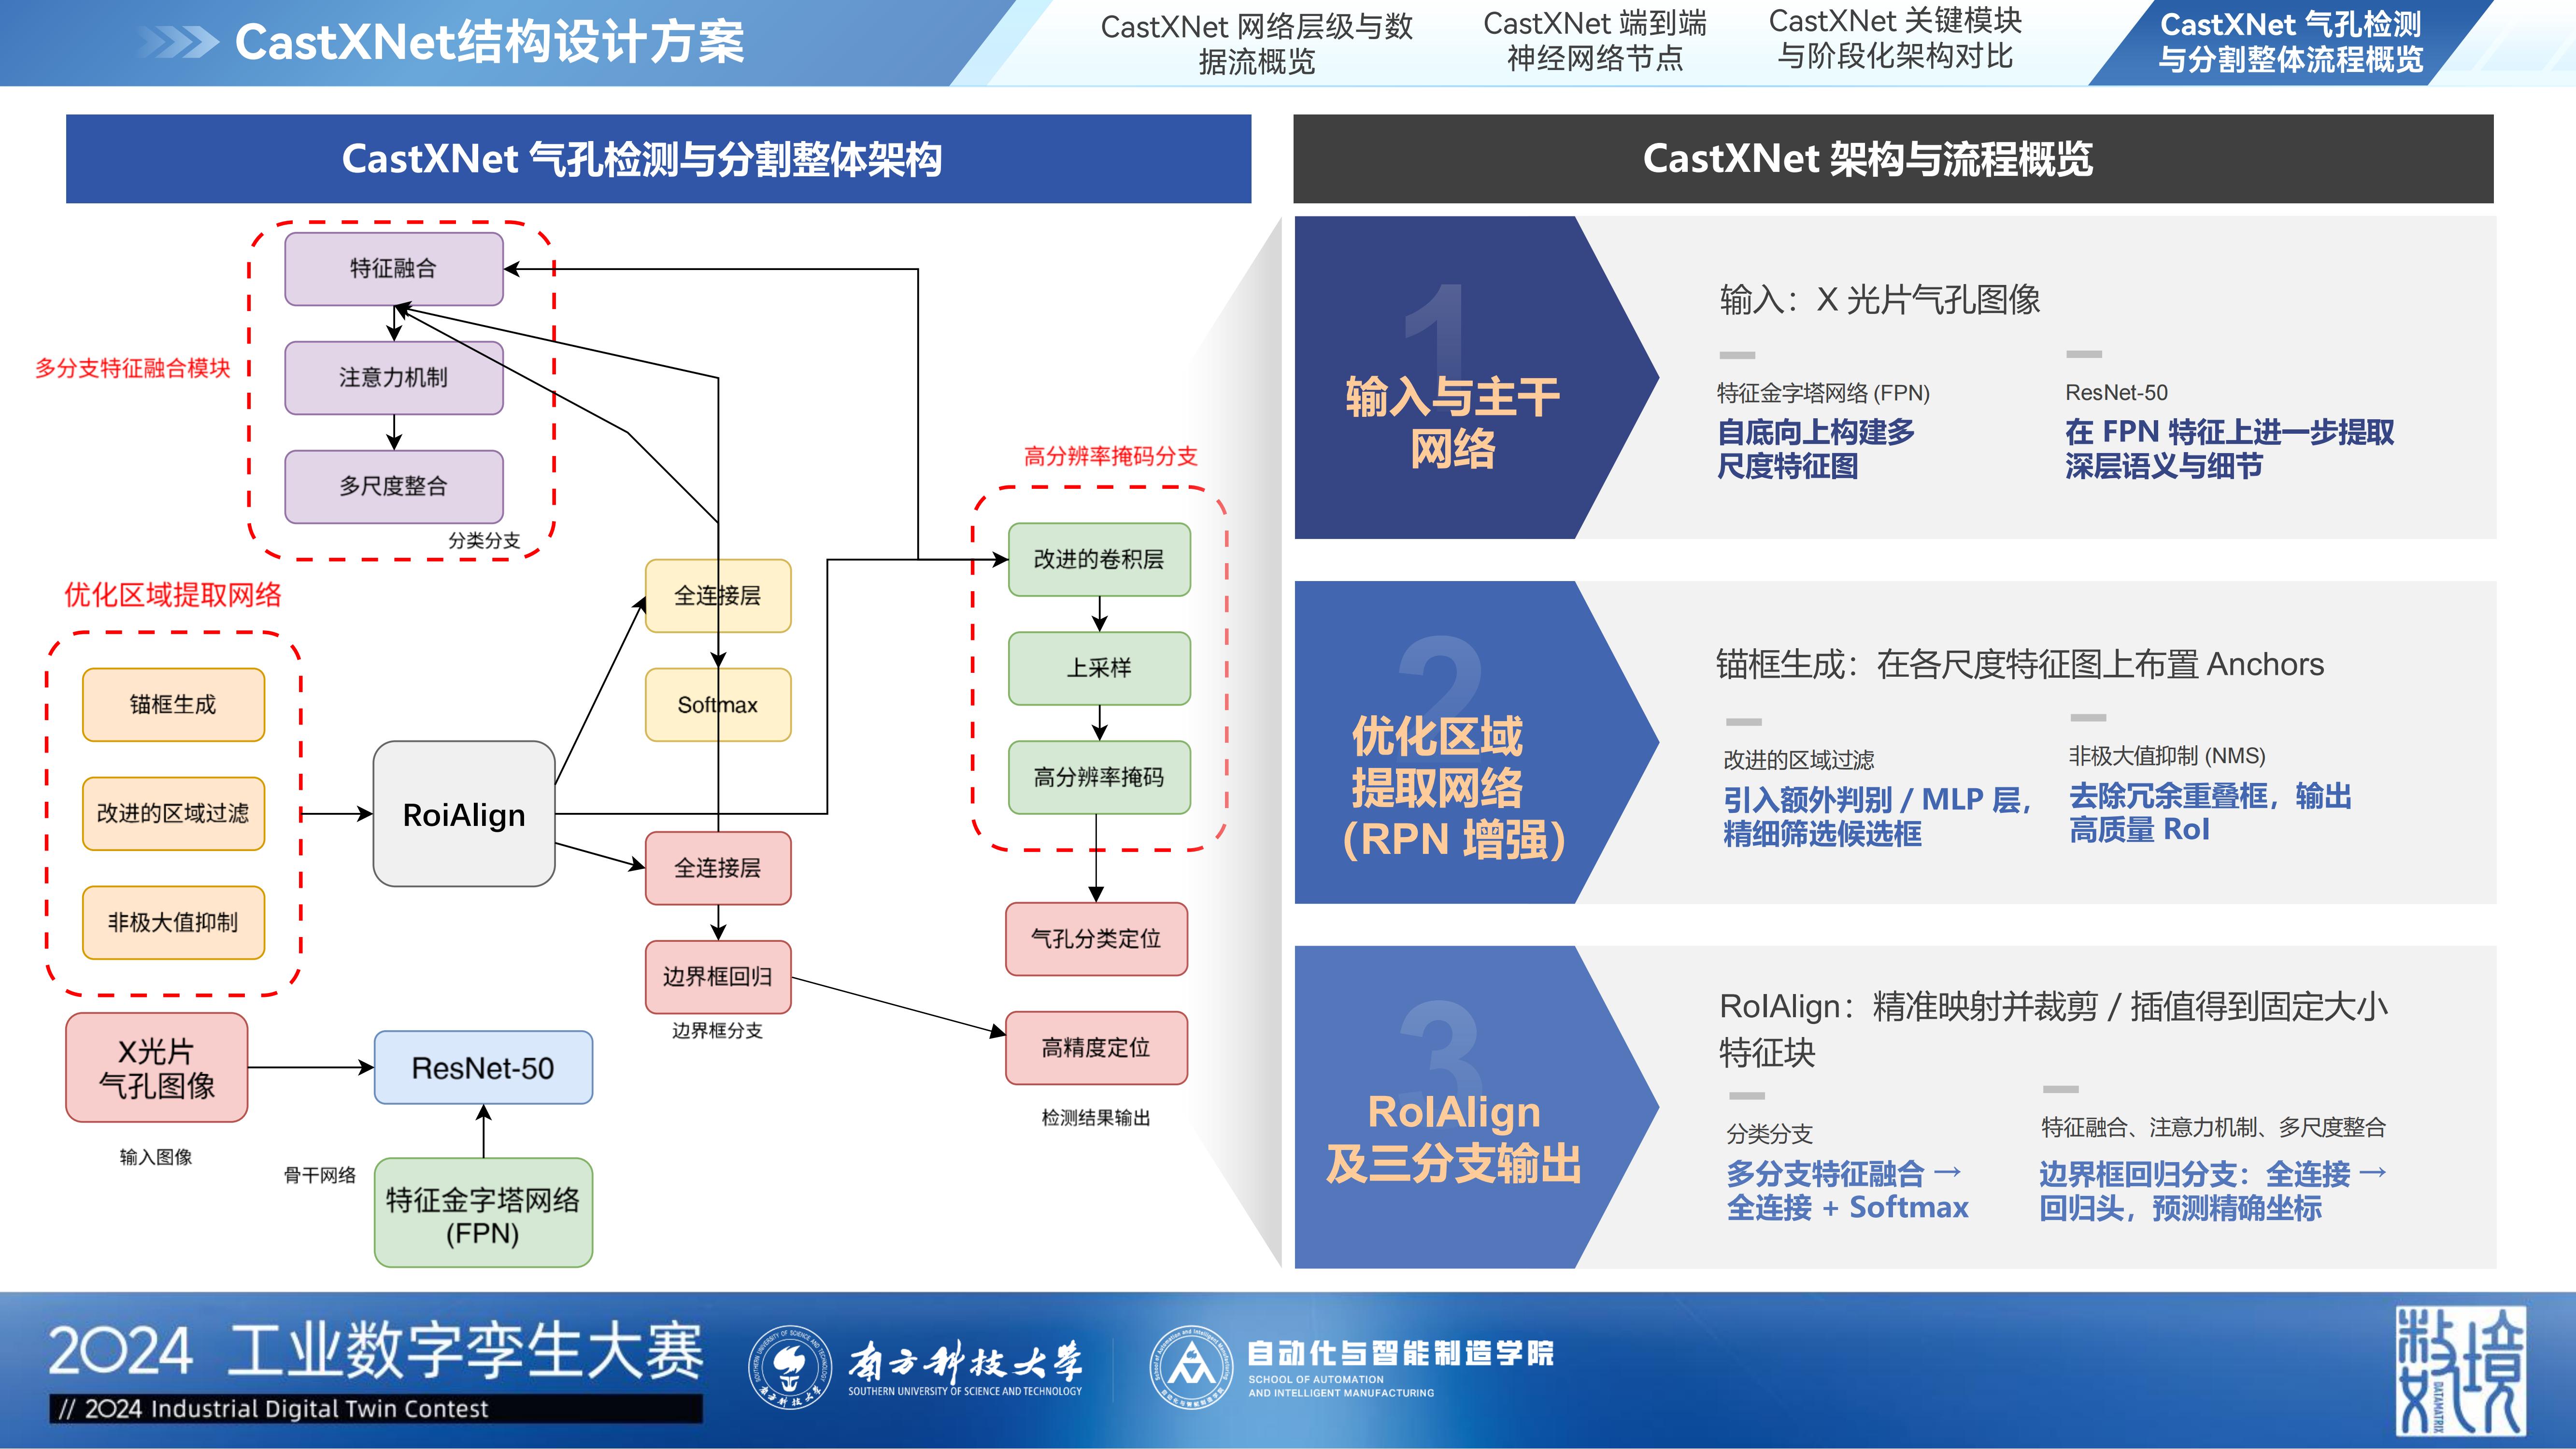 CastXNet结构设计方案
CastXNet 网络层级与数
据流概览
CastXNet 端到端
神经网络节点
CastXNet 关键模块
与阶段化架构对比
CastXNet 气孔检测
与分割整体流程概览
CastXNet 气孔检测与分割整体架构
特征融合
注意力机制
多尺度整合
分类分支
多分支特征融合模块
优化区域提取网络
锚框生成
改进的区域过滤
非极大值抑制
RoiAlign
全连接层
Softmax
全连接层
边界框回归
边界框分支
高分辨率掩码分支
改进的卷积层
上采样
高分辨率掩码
气孔分类定位
高精度定位
检测结果输出
X光片
气孔图像
输入图像
ResNet-50
骨干网络
特征金字塔网络
(FPN)
CastXNet 架构与流程概览
1
输入与主干
网络
输入：X 光片气孔图像
特征金字塔网络 (FPN)
自底向上构建多
尺度特征图
ResNet-50
在 FPN 特征上进一步提取
深层语义与细节
2
优化区域
提取网络
（RPN 增强）
锚框生成：在各尺度特征图上布置 Anchors
改进的区域过滤
引入额外判别 / MLP 层，
精细筛选候选框
非极大值抑制 (NMS)
去除冗余重叠框，输出
高质量 RoI
3
RoIAlign
及三分支输出
RoIAlign：精准映射并裁剪 / 插值得到固定大小
特征块
分类分支
多分支特征融合 →
全连接 + Softmax
特征融合、注意力机制、多尺度整合
边界框回归分支：全连接 →
回归头，预测精确坐标
2024 工业数字孪生大赛
// 2024 Industrial Digital Twin Contest
南方科技大学
SOUTHERN UNIVERSITY OF SCIENCE AND TECHNOLOGY
自动化与智能制造学院
SCHOOL OF AUTOMATION
AND INTELLIGENT MANUFACTURING
数境
DATAMATRIX